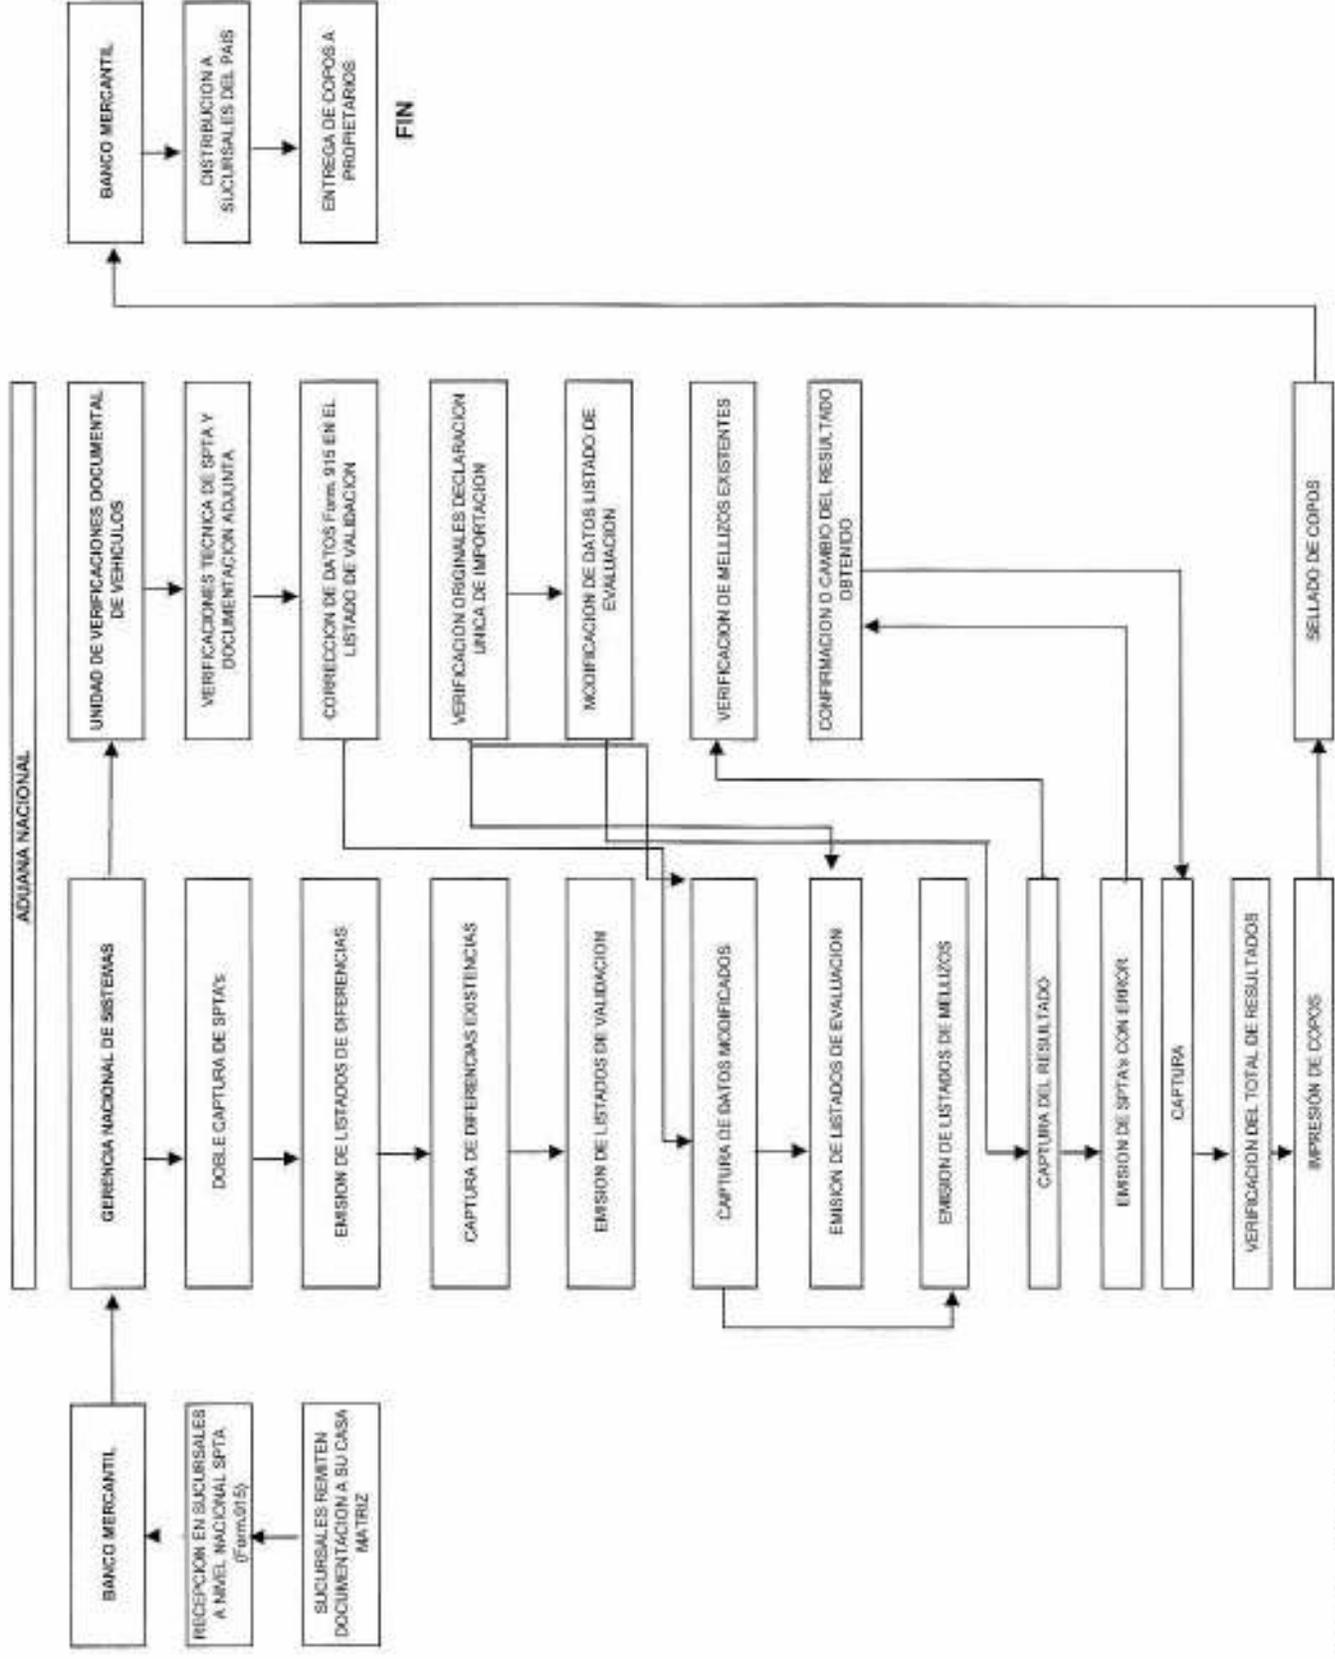 ADUANA NACIONAL
BANCO MERCANTIL
RECEPCIÓN EN SUCURSALES
A NIVEL NACIONAL SPTA
(Form.915)
SUCURSALES REMITEN
DOCUMENTACION A SU CASA
MATRIZ
GERENCIA NACIONAL DE SISTEMAS
DOBLE CAPTURA DE SPTA's
EMISION DE LISTADOS DE DIFERENCIAS
CAPTURA DE DIFERENCIAS EXISTENCIAS
EMISION DE LISTADOS DE VALIDACION
CAPTURA DE DATOS MODIFICADOS
EMISION DE LISTADOS DE EVALUACION
EMISION DE LISTADOS DE MELLIZOS
CAPTURA DEL RESULTADO
EMISION DE SPTA's CON ERROR
CAPTURA
VERIFICACION DEL TOTAL DE RESULTADOS
IMPRESIÓN DE COPOS
UNIDAD DE VERIFICACIONES DOCUMENTAL
DE VEHICULOS
VERIFICACIONES TECNICA DE SPTA Y
DOCUMENTACION ADJUNTA
CORRECCION DE DATOS Form. 915 EN EL
LISTADO DE VALIDACION
VERIFICACION ORIGINALES DECLARACION
UNICA DE IMPORTACION
MODIFICACION DE DATOS LISTADO DE
EVALUACION
VERIFICACION DE MELLIZOS EXISTENTES
CONFIRMACION O CAMBIO DEL RESULTADO
OBTENIDO
SELLADO DE COPOS
BANCO MERCANTIL
DISTRIBUCION A
SUCURSALES DEL PAIS
ENTREGA DE COPOS A
PROPIETARIOS
FIN